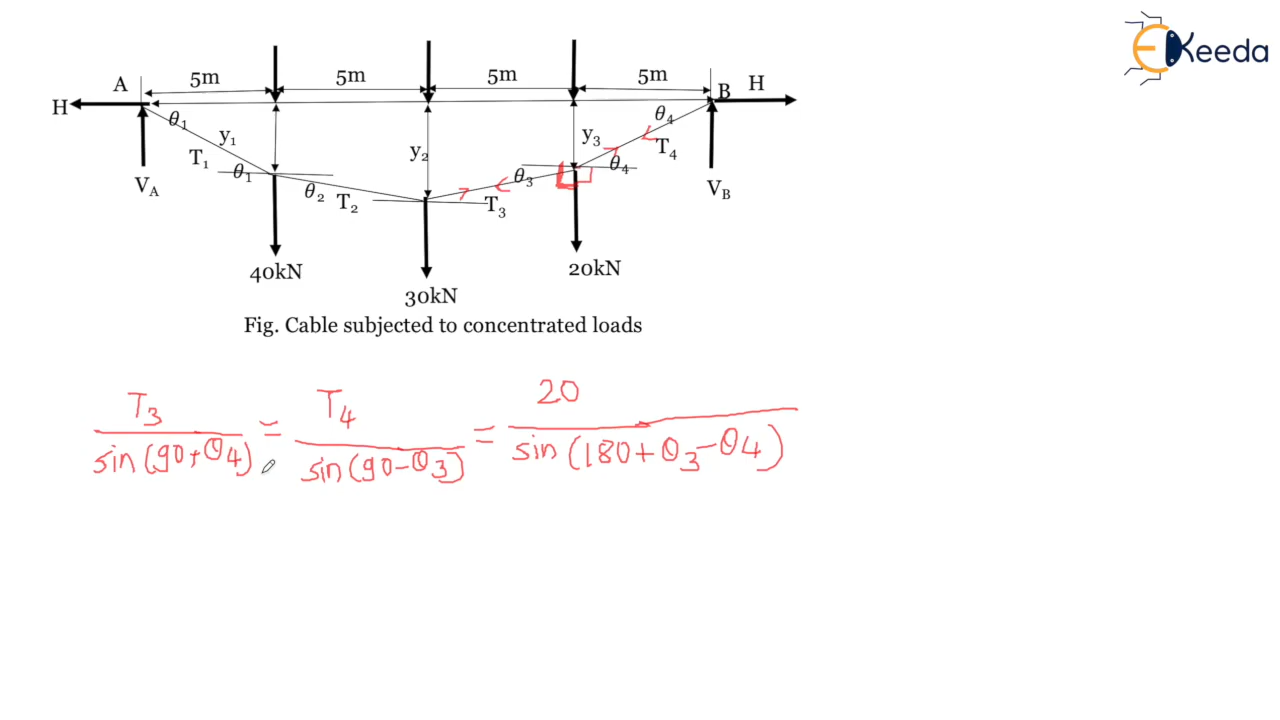 EKeeda
A 5m 5m 5m 5m B H
H
θ1 y1 y2 y3 θ4
T1 θ1 θ2 T2 θ3 T3 θ4 T4
VA VB
40kN 30kN 20kN
Fig. Cable subjected to concentrated loads
T3 / sin(90+θ4) = T4 / sin(90-θ3) = 20 / sin(180+θ3-θ4)